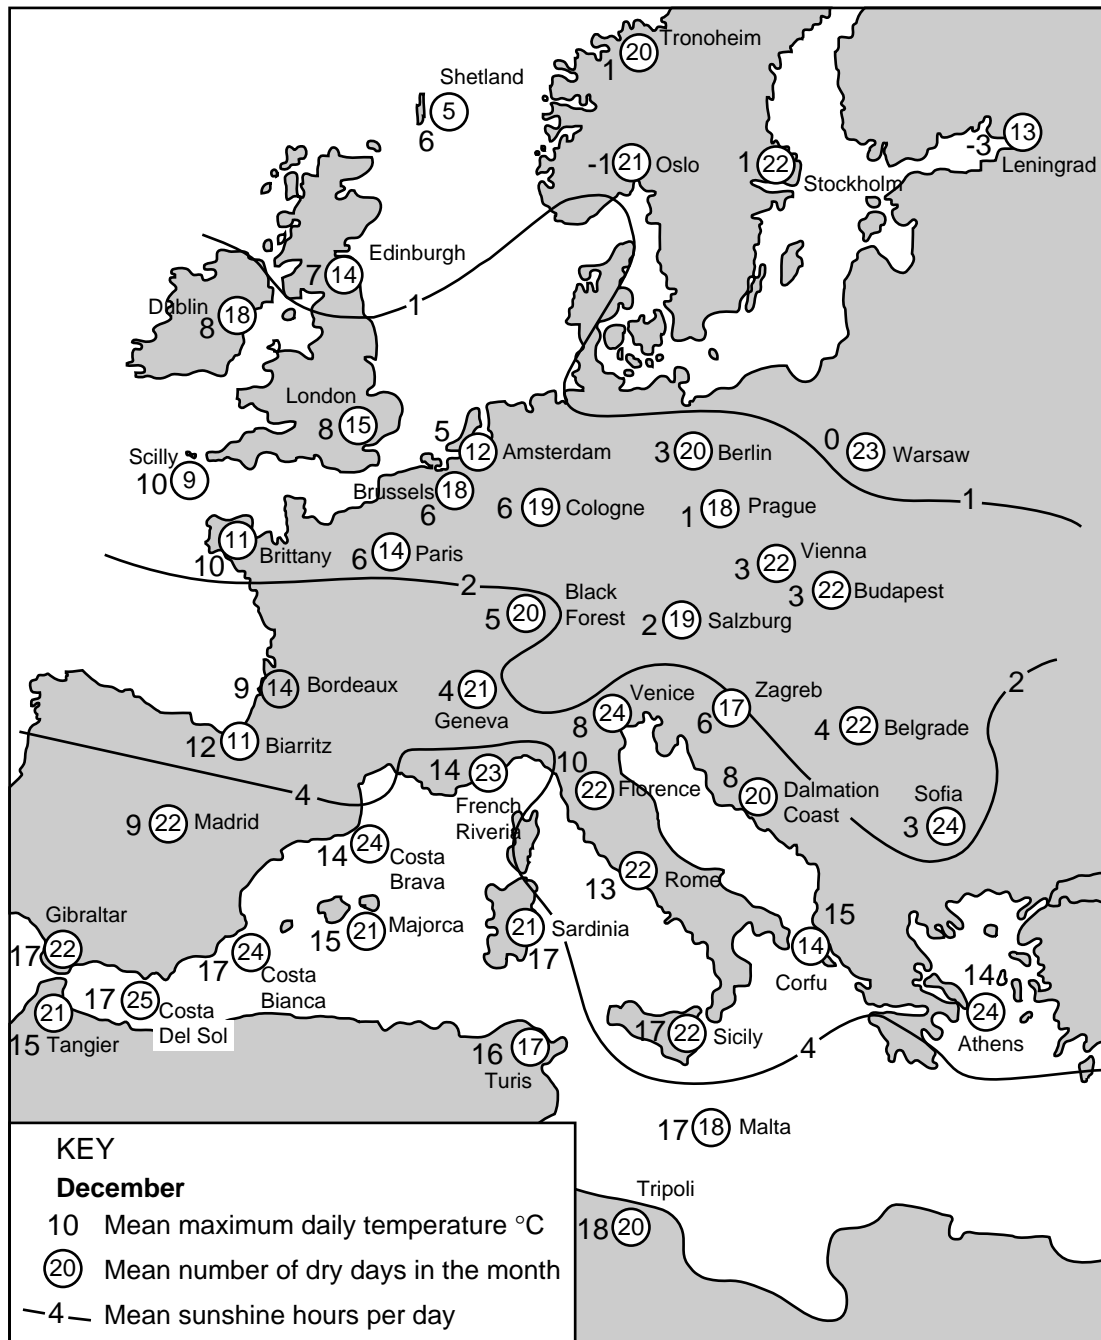 Tronoheim
20
1
Shetland
5
6
13
-3
Leningrad
-1 21 Oslo
1 22
Stockholm
Edinburgh
7 14
1
Dublin
18
8
London
8 15
5
12 Amsterdam
3 20 Berlin
0
23 Warsaw
Scilly
10 9
Brussels 18
6
6 19 Cologne
1 18 Prague
1
11
Brittany
10
6 14 Paris
Vienna
3 22
2
3 22 Budapest
Black
Forest
5 20
2 19 Salzburg
9 14 Bordeaux
4 21
Geneva
Venice
24
8
Zagreb
17
6
2
4 22 Belgrade
12 11 Biarritz
14 23
French
Riveria
10
22 Florence
8
20 Dalmation
Coast
4
Sofia
3 24
9 22 Madrid
24
14 Costa
Brava
22
Rome
13
Gibraltar
22
17
24
17 Costa
Bianca
21 Majorca
15
21 Sardinia
17
15
14
Corfu
14
24
Athens
21
15 Tangier
17 25 Costa
Del Sol
16 17
Turis
17 22 Sicily
4
17 18 Malta
Tripoli
18 20
KEY
December
10 Mean maximum daily temperature °C
20 Mean number of dry days in the month
4 Mean sunshine hours per day